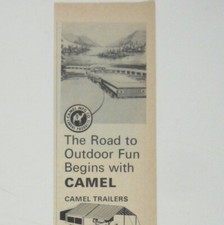 The Road to
Outdoor Fun
Begins with
CAMEL
CAMEL TRAILERS